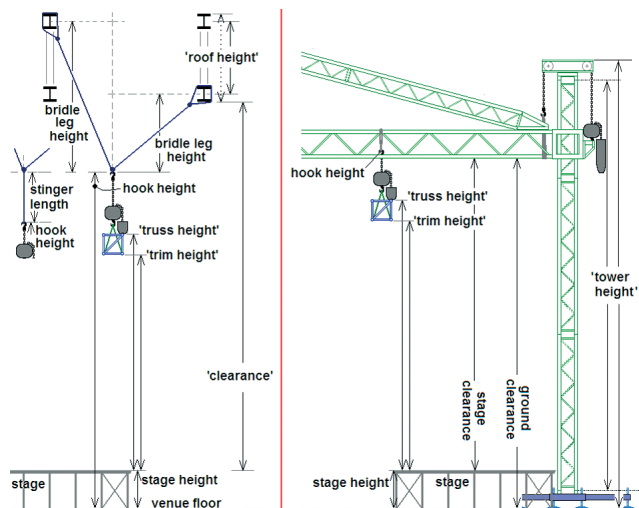 'roof height'
bridle
leg
height
bridle leg
height
stinger
length
hook height
hook
height
'truss height'
'trim height'
'clearance'
stage
stage height
venue floor
hook height
'truss height'
'trim height'
'tower
height'
stage
clearance
ground
clearance
stage height
stage